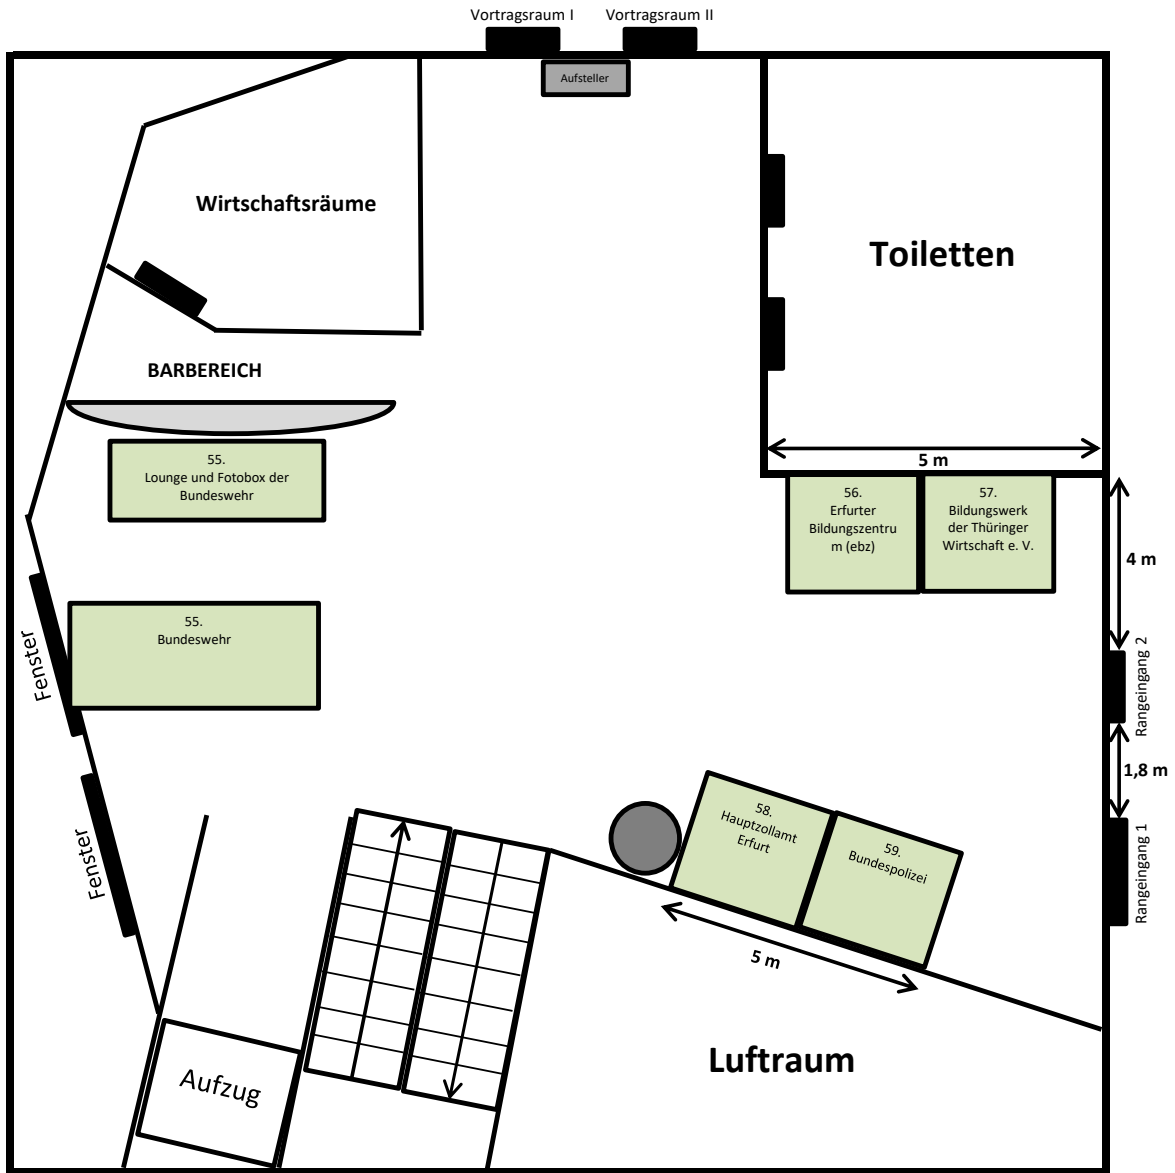 Vortragsraum I
Vortragsraum II
Aufsteller
Wirtschaftsräume
Toiletten
BARBEREICH
5 m
55.
Lounge und Fotobox der
Bundeswehr
56.
Erfurter
Bildungszentru
m (ebz)
57.
Bildungswerk
der Thüringer
Wirtschaft e. V.
4 m
55.
Bundeswehr
Fenster
Rangeingang 2
1,8 m
58.
Hauptzollamt
Erfurt
59.
Bundespolizei
Fenster
Rangeingang 1
5 m
Luftraum
Aufzug